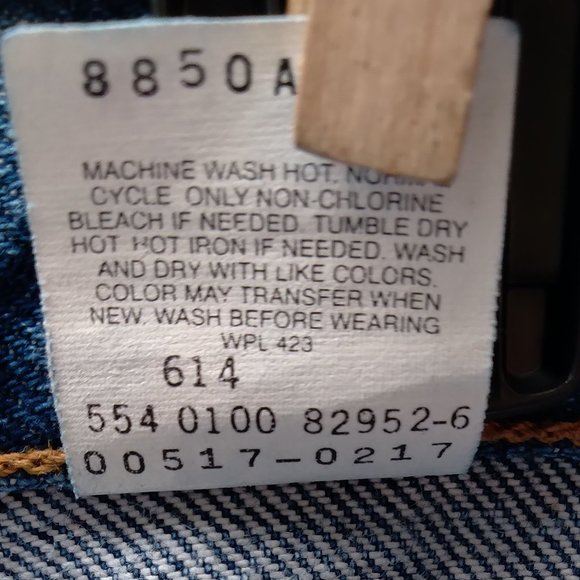 8850A
MACHINE WASH HOT. NORMAL
CYCLE. ONLY NON-CHLORINE
BLEACH IF NEEDED. TUMBLE DRY
HOT. HOT IRON IF NEEDED. WASH
AND DRY WITH LIKE COLORS.
COLOR MAY TRANSFER WHEN
NEW. WASH BEFORE WEARING
WPL 423
614
554 0100 82952-6
00517-0217